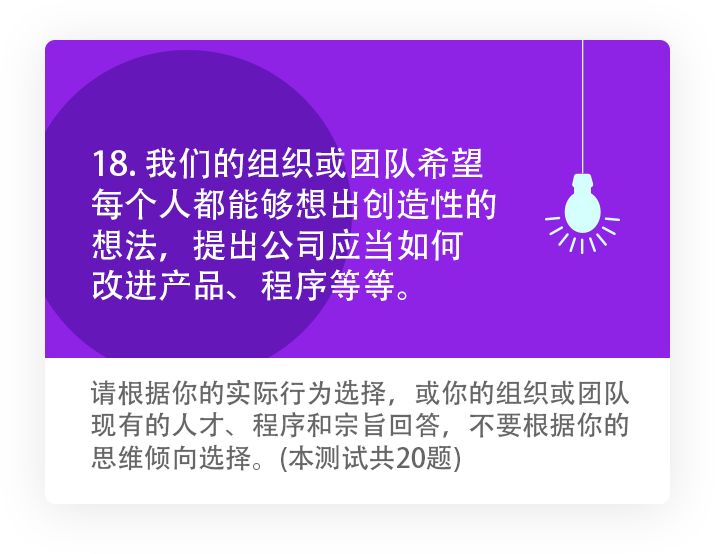 18. 我们的组织或团队希望
每个人都能够想出创造性的
想法，提出公司应当如何
改进产品、程序等等。
请根据你的实际行为选择，或你的组织或团队
现有的人才、程序和宗旨回答，不要根据你的
思维倾向选择。(本测试共20题)